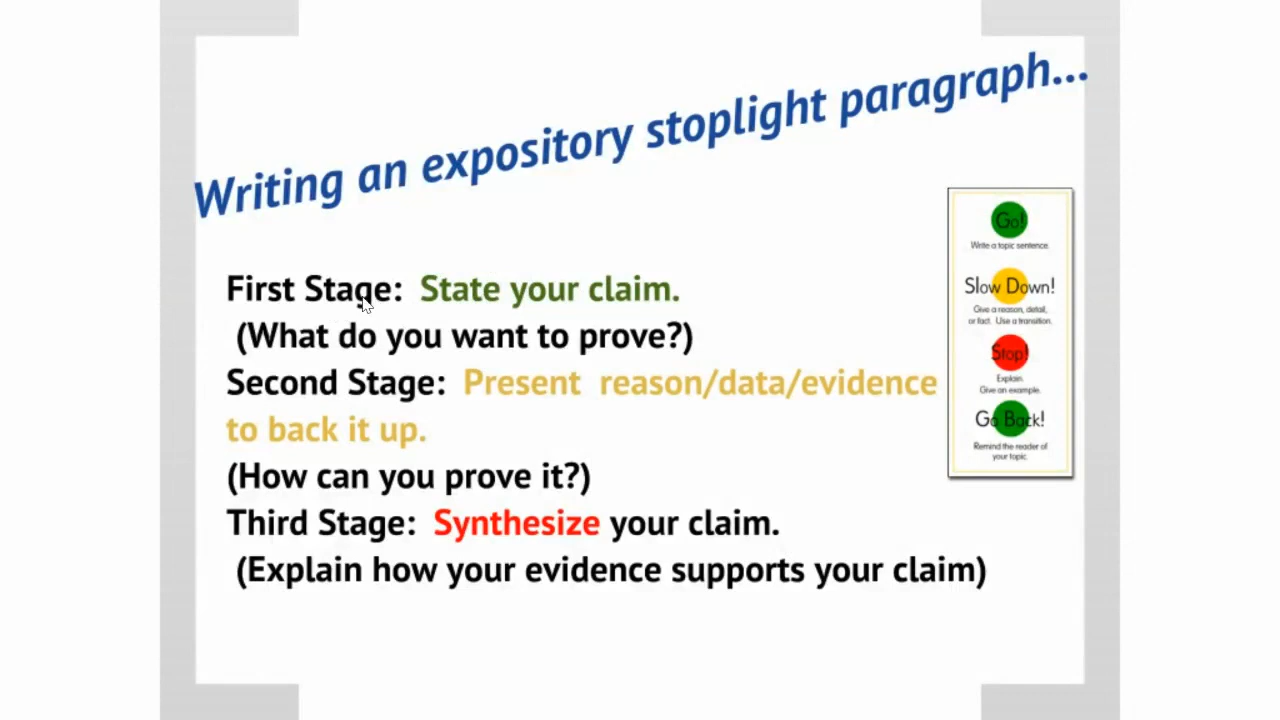 Writing an expository stoplight paragraph...
First Stage: State your claim.
(What do you want to prove?)
Second Stage: Present reason/data/evidence
to back it up.
(How can you prove it?)
Third Stage: Synthesize your claim.
(Explain how your evidence supports your claim)
Go!
Write a topic sentence.
Slow Down!
Give a reason, detail,
or fact. Use a transition.
Stop!
Explain.
Give an example.
Go Back!
Remind the reader of
your topic.